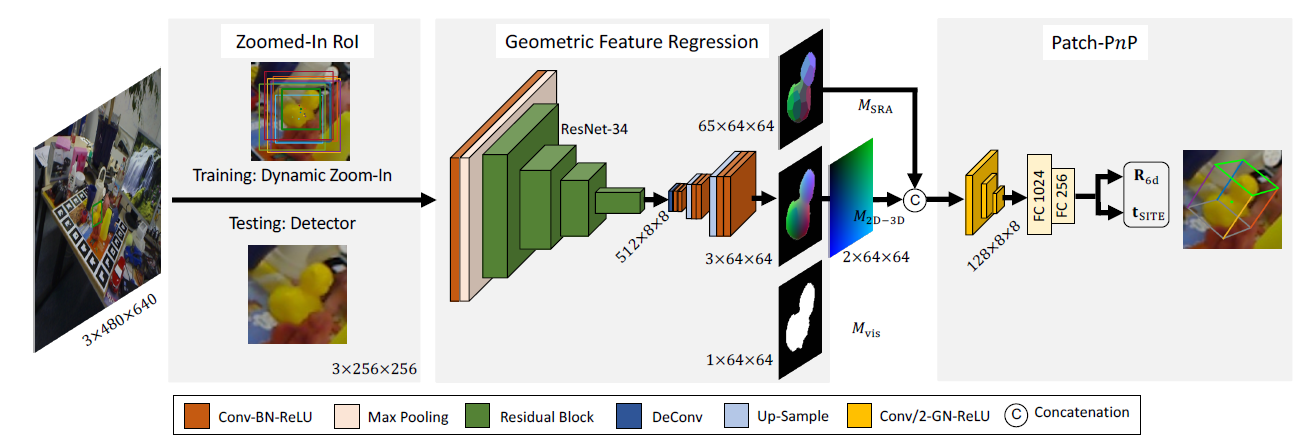 Zoomed-In RoI
Geometric Feature Regression
Patch-PnP
ResNet-34
65×64×64
M_SRA
Training: Dynamic Zoom-In
Testing: Detector
C
FC 1024
FC 256
R_6d
t_SITE
M_2D−3D
512×8×8
3×64×64
2×64×64
128×8×8
3×480×640
M_vis
1×64×64
3×256×256
Conv-BN-ReLU
Max Pooling
Residual Block
DeConv
Up-Sample
Conv/2-GN-ReLU
C
Concatenation